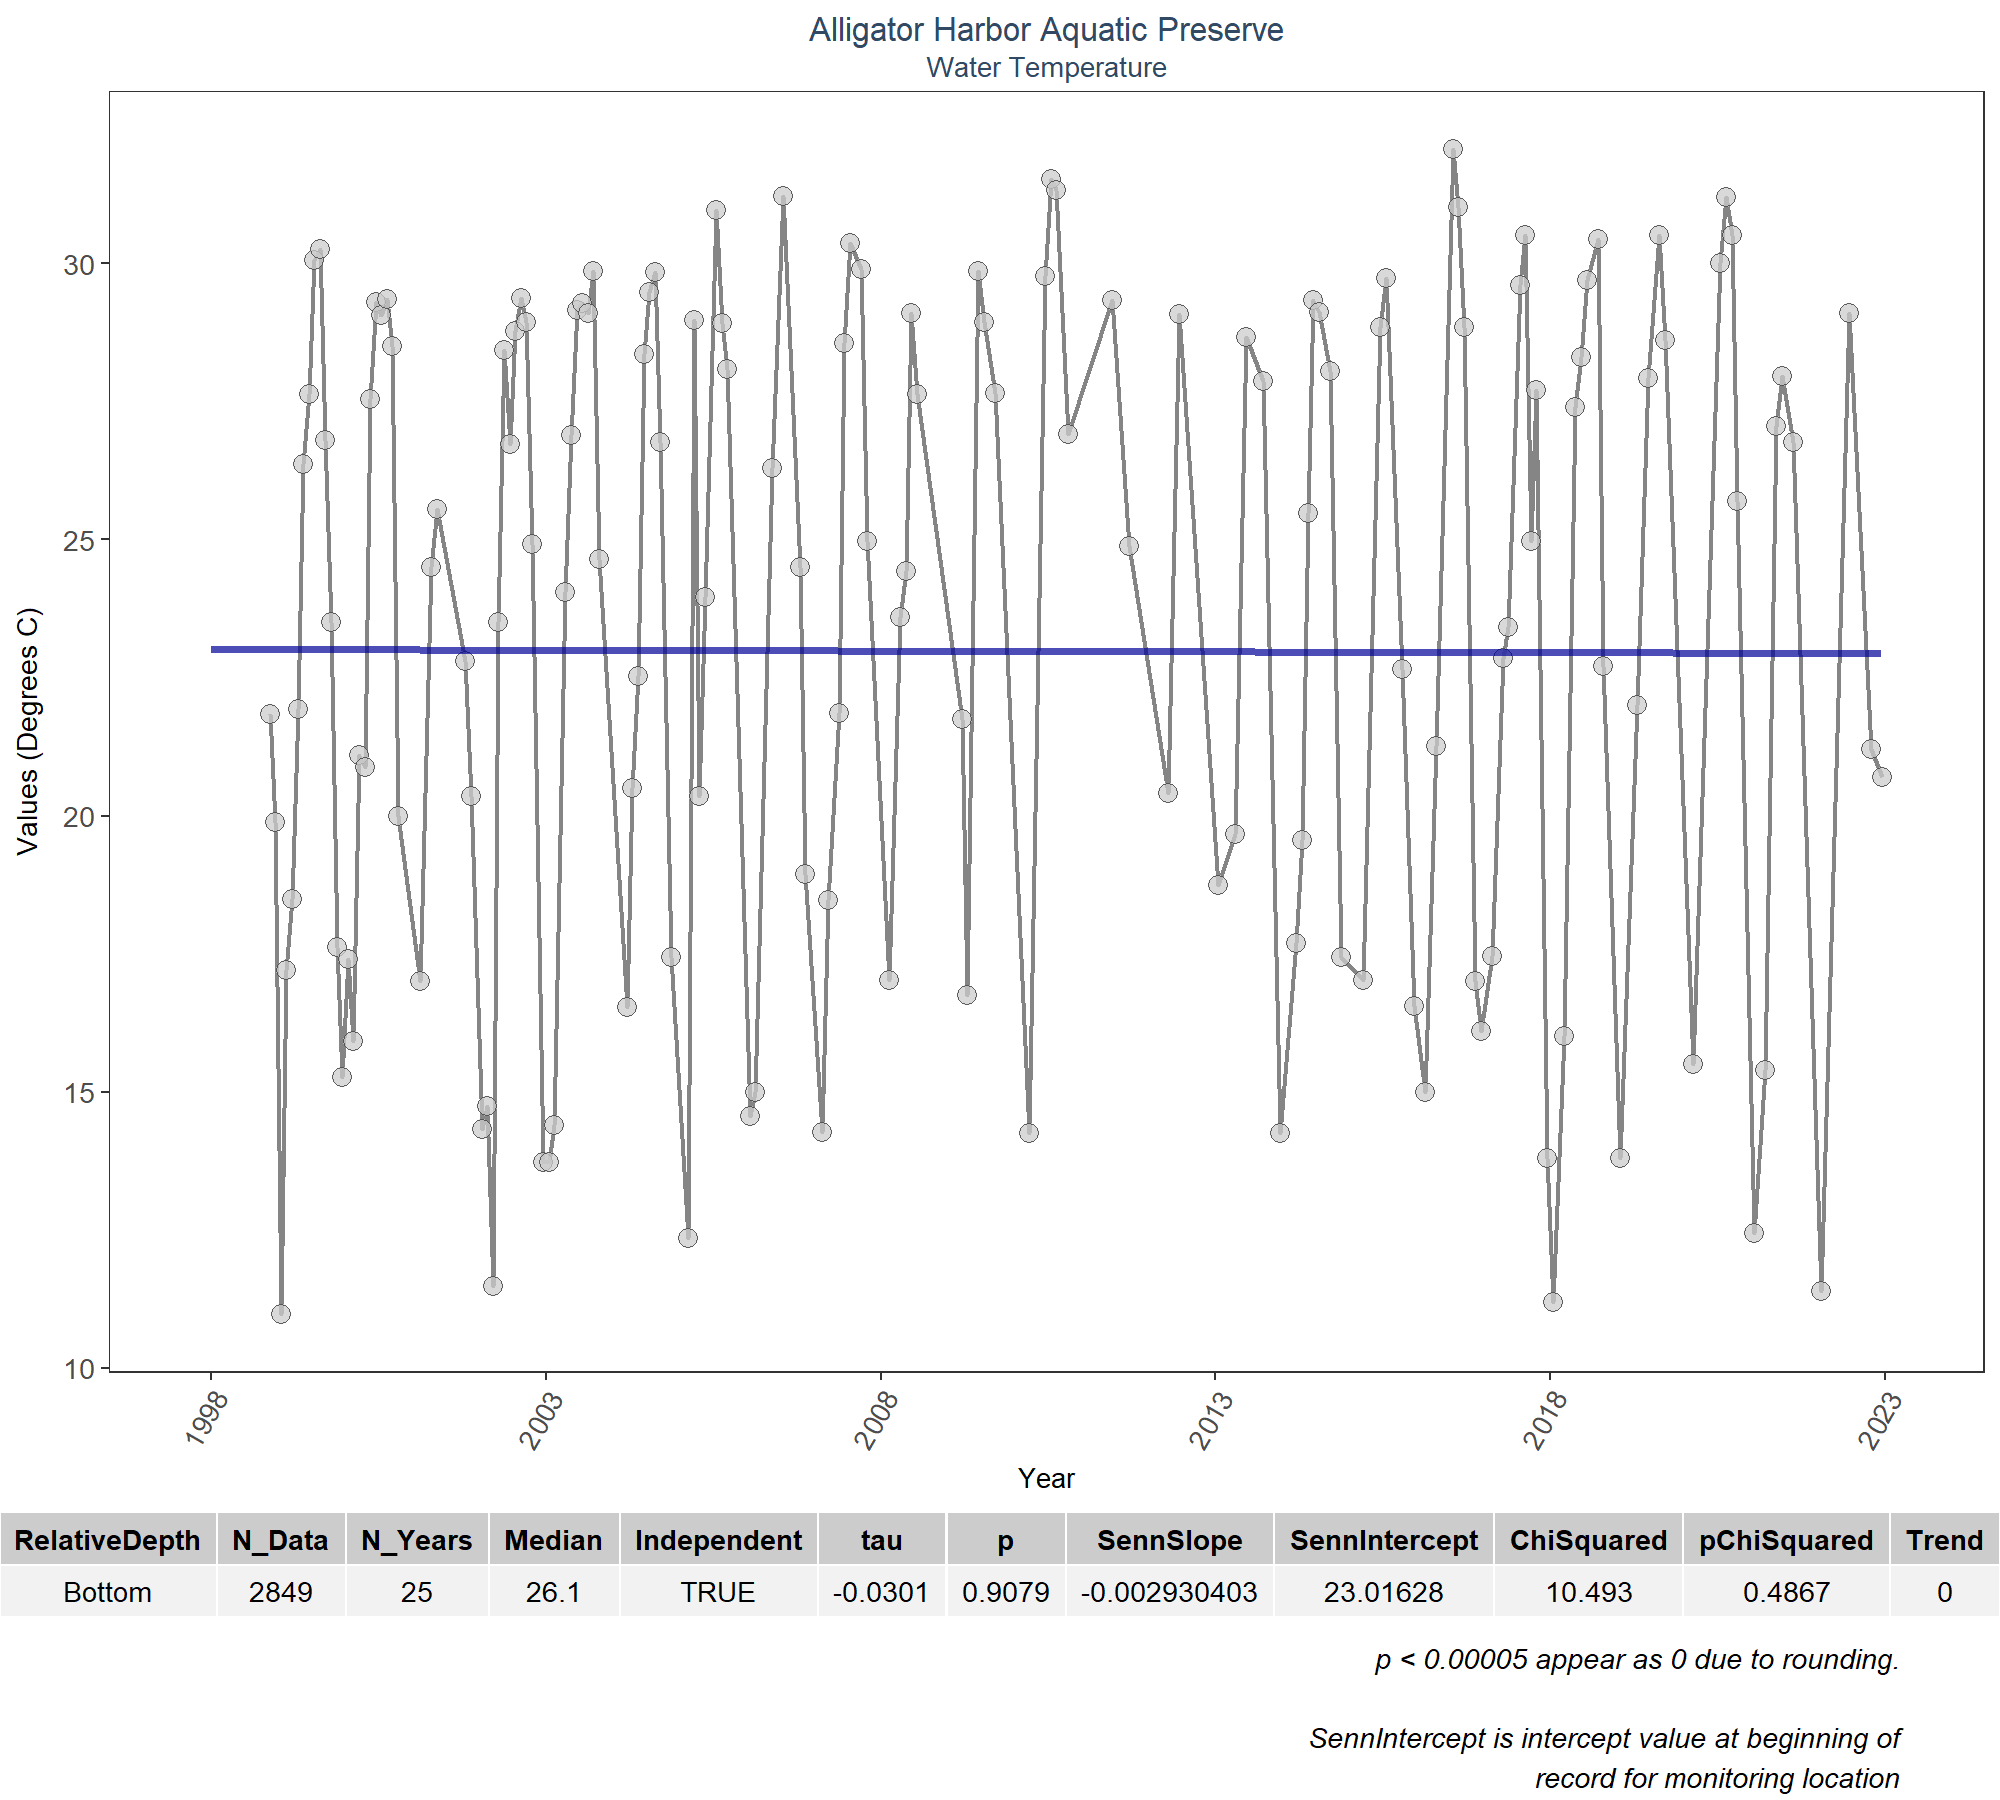 Alligator Harbor Aquatic Preserve
Water Temperature
Values (Degrees C)
30
25
20
15
10
1998
2003
2008
2013
2018
2023
Year
RelativeDepth N_Data N_Years Median Independent tau p SennSlope SennIntercept ChiSquared pChiSquared Trend
Bottom 2849 25 26.1 TRUE -0.0301 0.9079 -0.002930403 23.01628 10.493 0.4867 0
p < 0.00005 appear as 0 due to rounding.
SennIntercept is intercept value at beginning of
record for monitoring location